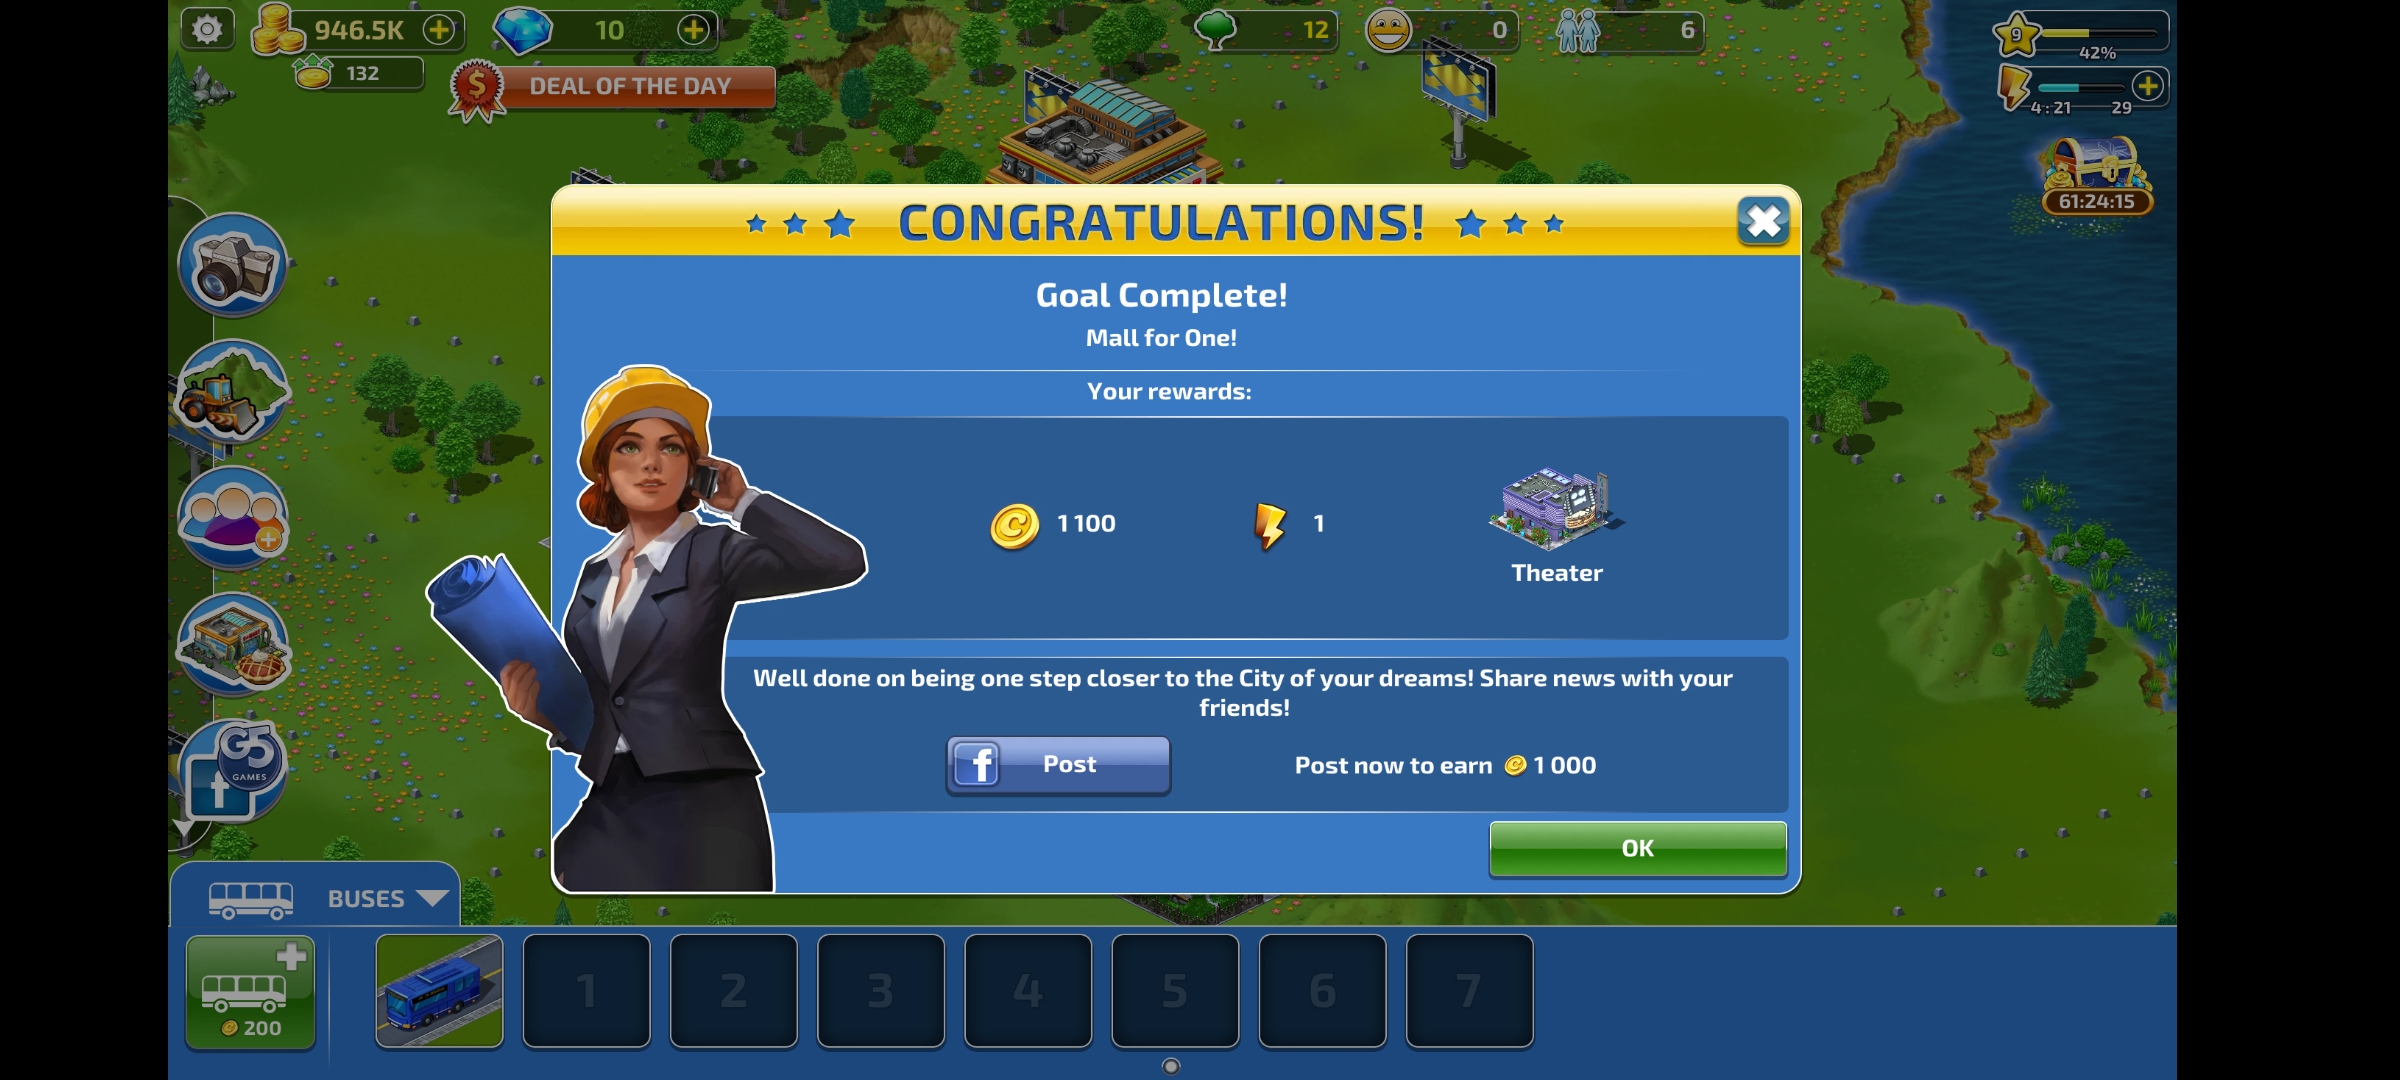 946.5K
10
12
0
6
9
42%
132
DEAL OF THE DAY
4:21
29
61:24:15
CONGRATULATIONS!
Goal Complete!
Mall for One!
Your rewards:
1 100
1
Theater
Well done on being one step closer to the City of your dreams! Share news with your
friends!
f Post
Post now to earn 1 000
OK
G5
GAMES
f
BUSES
200
1
2
3
4
5
6
7